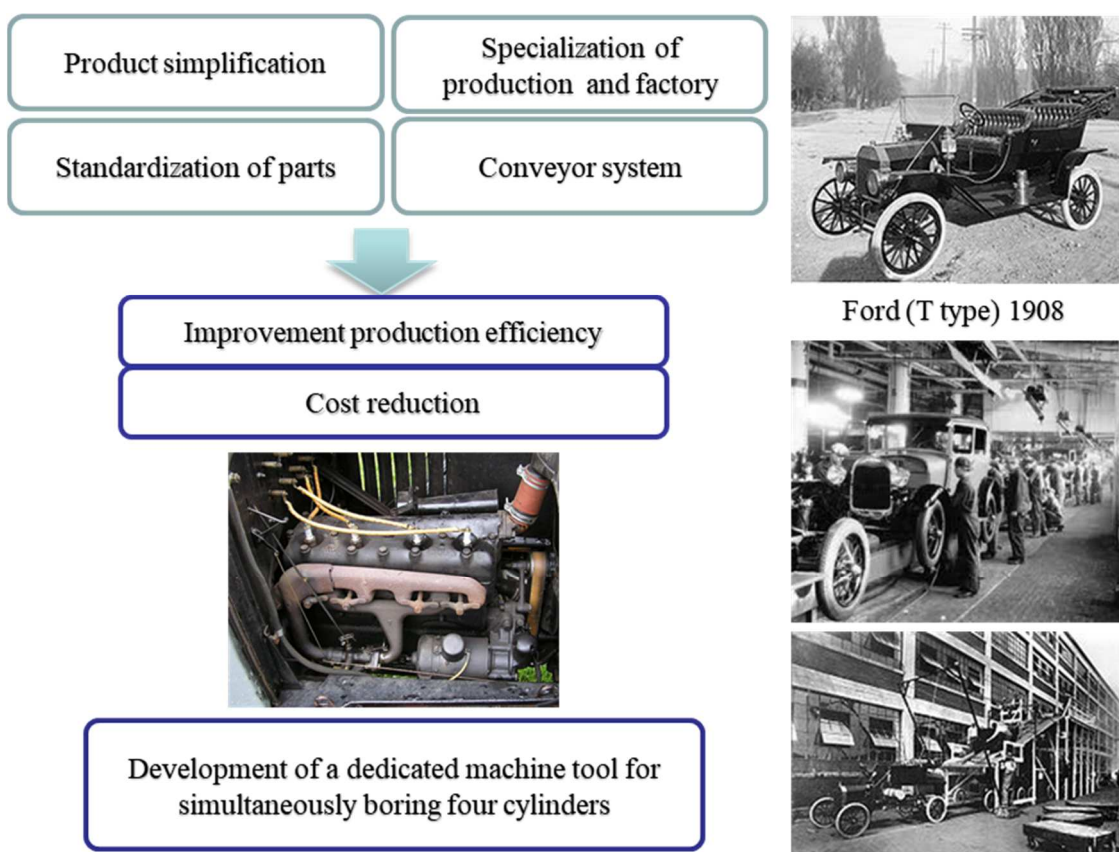 Product simplification
Specialization of
production and factory
Standardization of parts
Conveyor system
Improvement production efficiency
Cost reduction
Development of a dedicated machine tool for
simultaneously boring four cylinders
Ford (T type) 1908